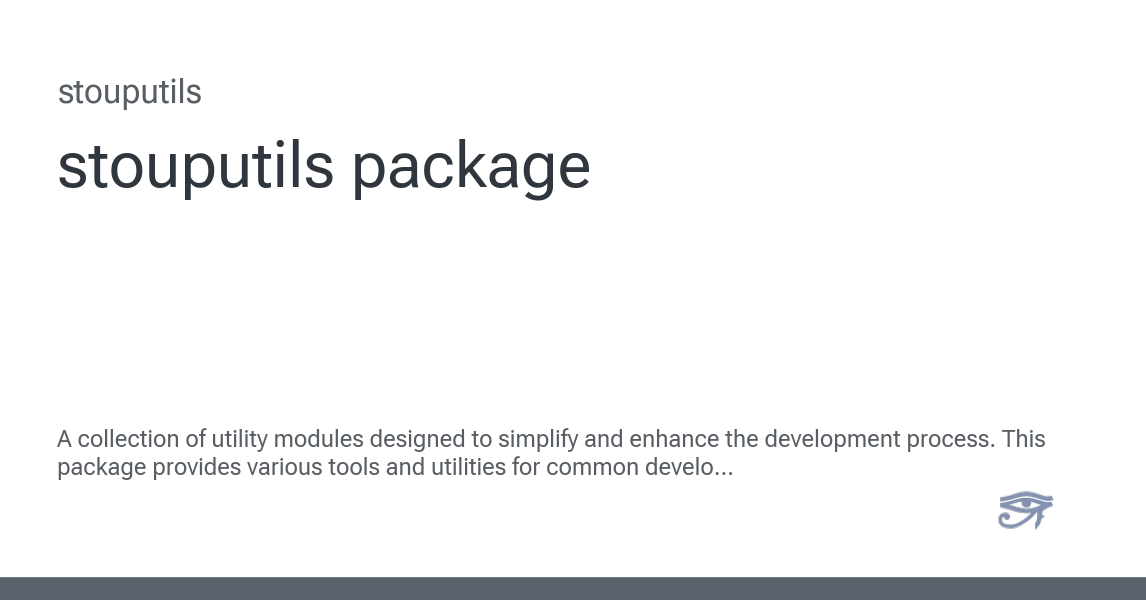 stouputils
stouputils package
A collection of utility modules designed to simplify and enhance the development process. This
package provides various tools and utilities for common develo...